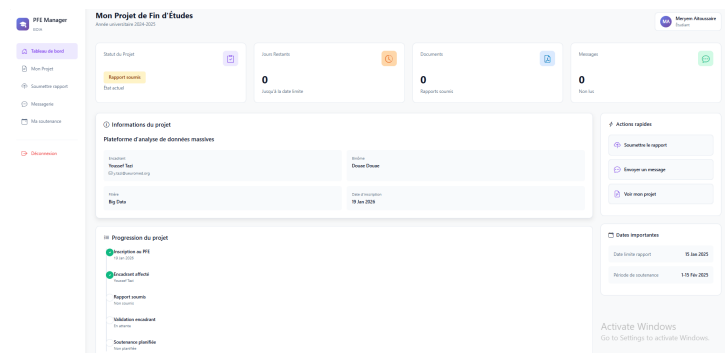 PFE Manager
Mon Projet de Fin d'Études
Année universitaire 2024-2025
MA
Meryem Aitoussaire
Étudiant
Tableau de bord
Mon Projet
Soumettre rapport
Messagerie
Ma soutenance
Déconnexion
Statut du Projet
Rapport soumis
État actuel
Jours Restants
0
Jusqu'à la date limite
Documents
0
Rapports soumis
Messages
0
Non lus
Informations du projet
Plateforme d'analyse de données massives
Encadrant
Youssef Tazi
Binôme
Douae Douae
Filière
Big Data
Date d'inscription
19 Jan 2026
Progression du projet
Inscription au PFE
19 Jan 2026
Encadrant affecté
Youssef Tazi
Rapport soumis
Non soumis
Validation encadrant
En attente
Soutenance planifiée
Non planifiée
Actions rapides
Soumettre le rapport
Envoyer un message
Voir mon projet
Dates importantes
Date limite rapport
15 Jan 2025
Période de soutenance
1-15 Fév 2025
Activate Windows
Go to Settings to activate Windows.